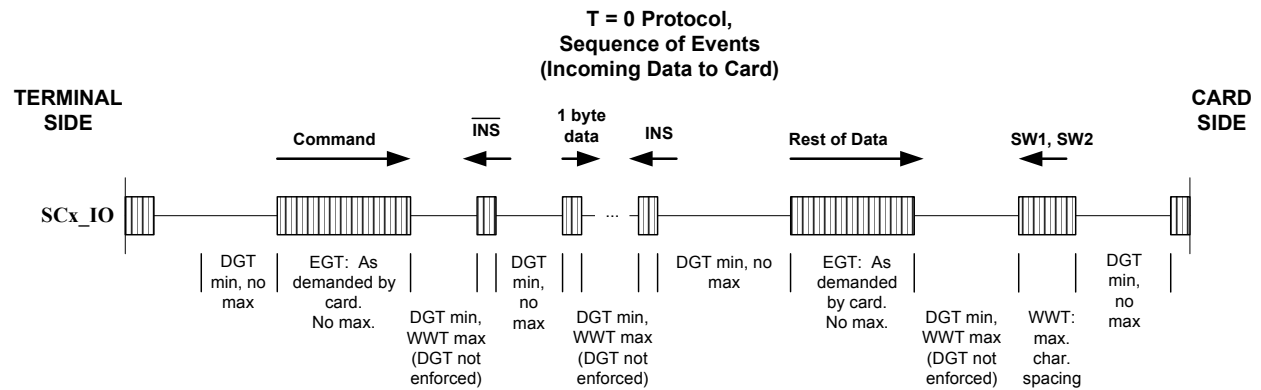 T = 0 Protocol,
Sequence of Events
(Incoming Data to Card)
TERMINAL
SIDE
CARD
SIDE
Command
I̅N̅S̅
1 byte
data
INS
Rest of Data
SW1, SW2
SCx_IO
...
DGT
min, no
max
EGT: As
demanded by
card.
No max.
DGT min,
WWT max
(DGT not
enforced)
DGT
min,
no
max
DGT min,
WWT max
(DGT not
enforced)
DGT min, no
max
EGT: As
demanded
by card.
No max.
DGT min,
WWT max
(DGT not
enforced)
WWT:
max.
char.
spacing
DGT
min,
no
max